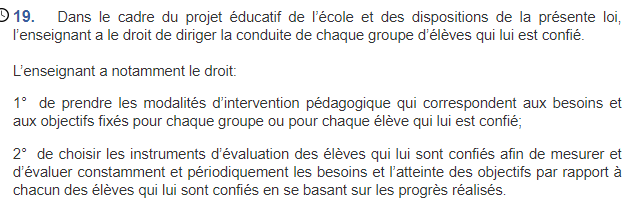 19. Dans le cadre du projet éducatif de l’école et des dispositions de la présente loi,
l’enseignant a le droit de diriger la conduite de chaque groupe d’élèves qui lui est confié.
L’enseignant a notamment le droit:
1° de prendre les modalités d’intervention pédagogique qui correspondent aux besoins et
aux objectifs fixés pour chaque groupe ou pour chaque élève qui lui est confié;
2° de choisir les instruments d’évaluation des élèves qui lui sont confiés afin de mesurer et
d’évaluer constamment et périodiquement les besoins et l’atteinte des objectifs par rapport à
chacun des élèves qui lui sont confiés en se basant sur les progrès réalisés.